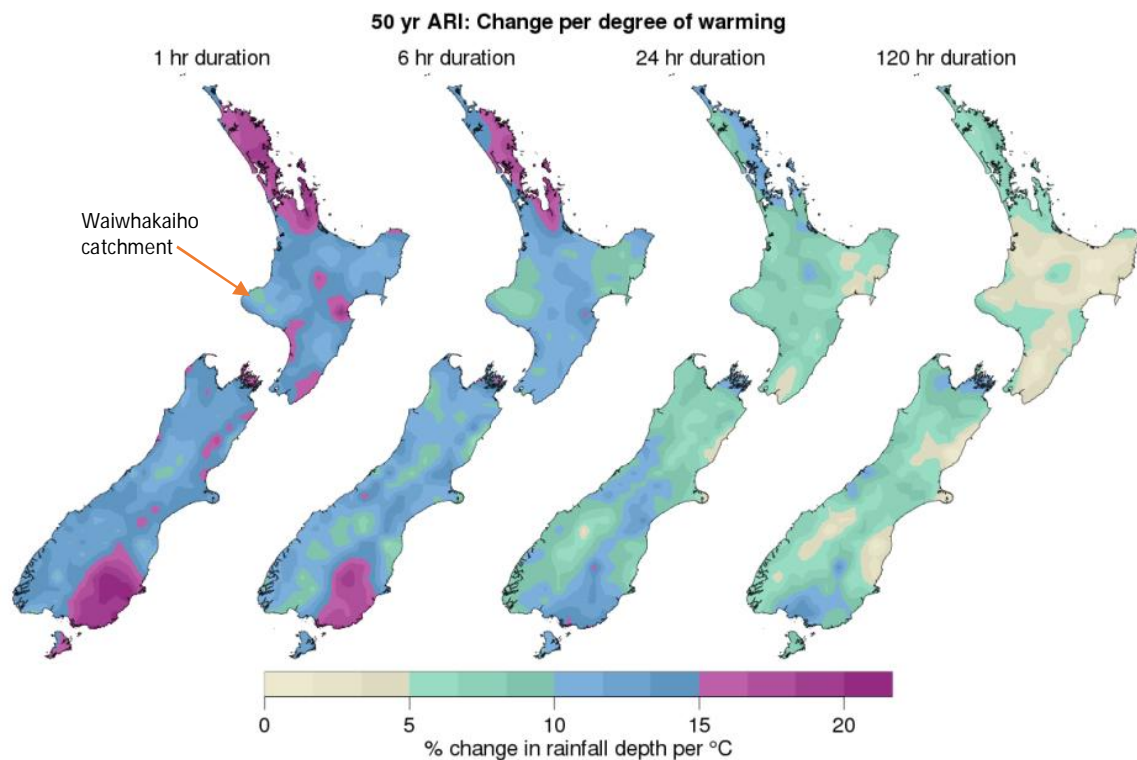 50 yr ARI: Change per degree of warming
1 hr duration
6 hr duration
24 hr duration
120 hr duration
Waiwhakaiho
catchment
0
5
10
15
20
% change in rainfall depth per °C